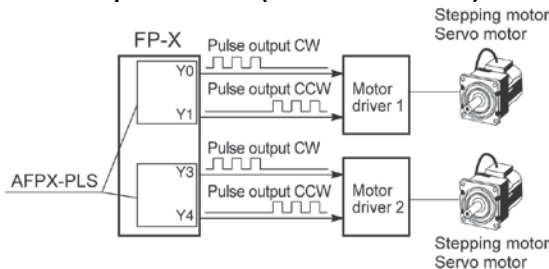 Stepping motor
Servo motor
FP-X
Pulse output CW
Y0
Pulse output CCW
Y1
Motor
driver 1
Pulse output CW
Y3
AFPX-PLS
Pulse output CCW
Y4
Motor
driver 2
Stepping motor
Servo motor